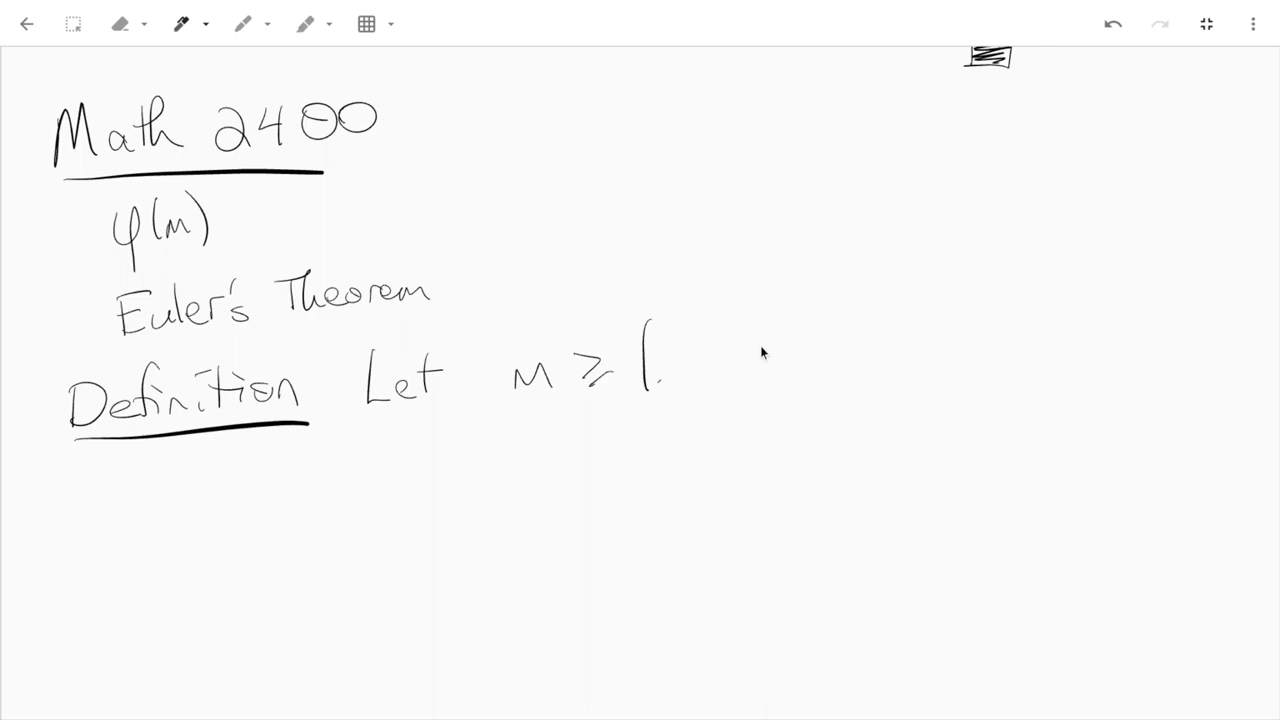 Math 2400
φ(m)
Euler's Theorem
Definition Let m ≥ 1.